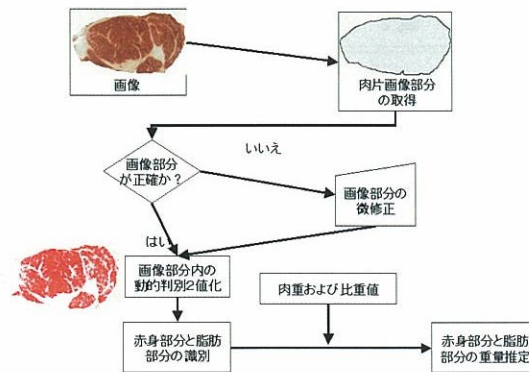 画像
肉片画像部分
の取得
いいえ
画像部分
が正確か？
画像部分の
微修正
はい
画像部分内の
動的判別2値化
肉重および比重値
赤身部分と脂肪
部分の識別
赤身部分と脂肪
部分の重量推定